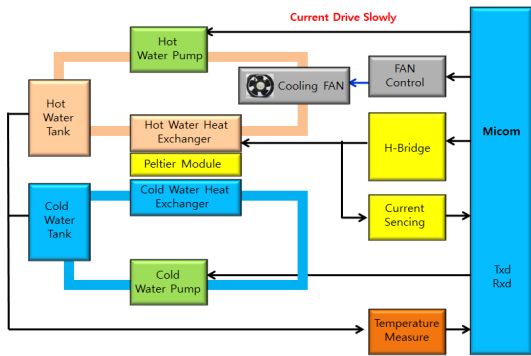 Current Drive Slowly
Hot
Water Pump
Cooling FAN
FAN
Control
Hot
Water
Tank
Hot Water Heat
Exchanger
Micom
H-Bridge
Peltier Module
Cold Water Heat
Exchanger
Cold
Water
Tank
Current
Sencing
Cold
Water Pump
Txd
Rxd
Temperature
Measure